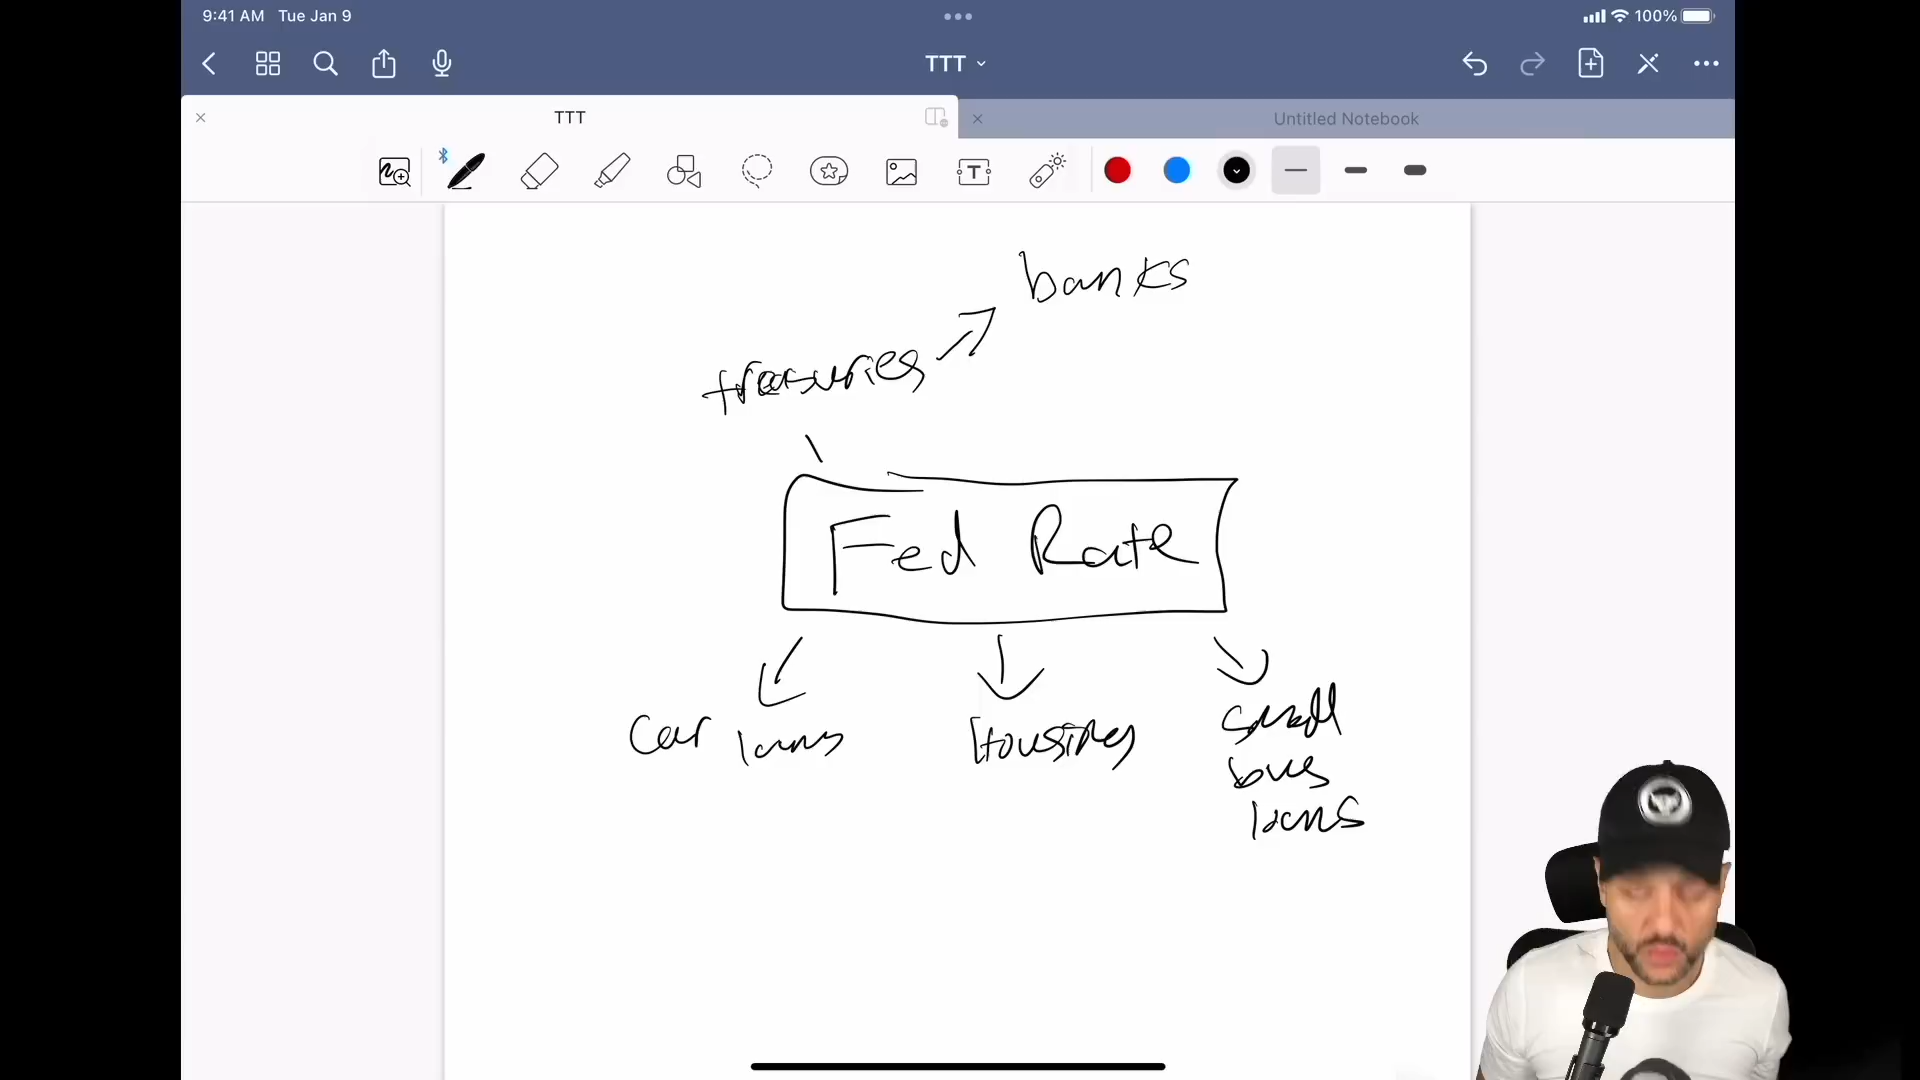 9:41 AM Tue Jan 9
100%
TTT
TTT
Untitled Notebook
T
banks
treasuries
Fed Rate
Car loans
Housing
small
bus
loans